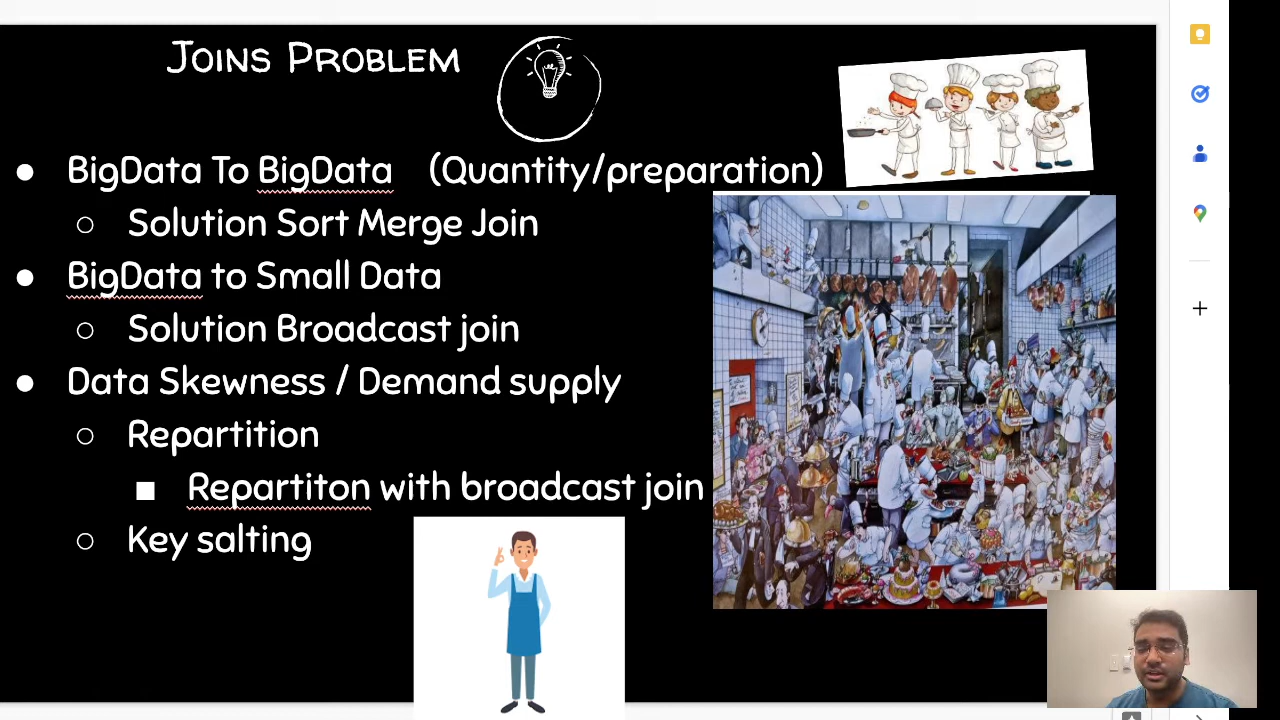 Joins Problem
● BigData To BigData (Quantity/preparation)
○ Solution Sort Merge Join
● BigData to Small Data
○ Solution Broadcast join
● Data Skewness / Demand supply
○ Repartition
■ Repartiton with broadcast join
○ Key salting